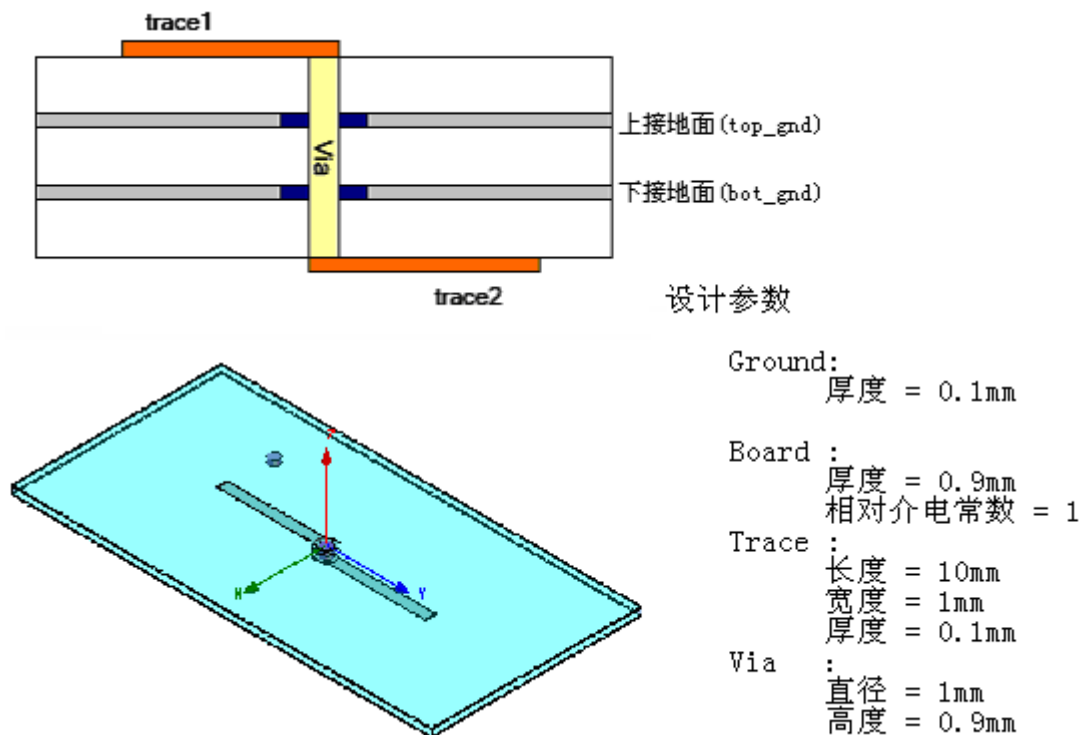 trace1
上接地面(top_gnd)
Via
下接地面(bot_gnd)
trace2
设计参数
Ground:
厚度 = 0.1mm
Board :
厚度 = 0.9mm
相对介电常数 = 1
Trace :
长度 = 10mm
宽度 = 1mm
厚度 = 0.1mm
Via :
直径 = 1mm
高度 = 0.9mm